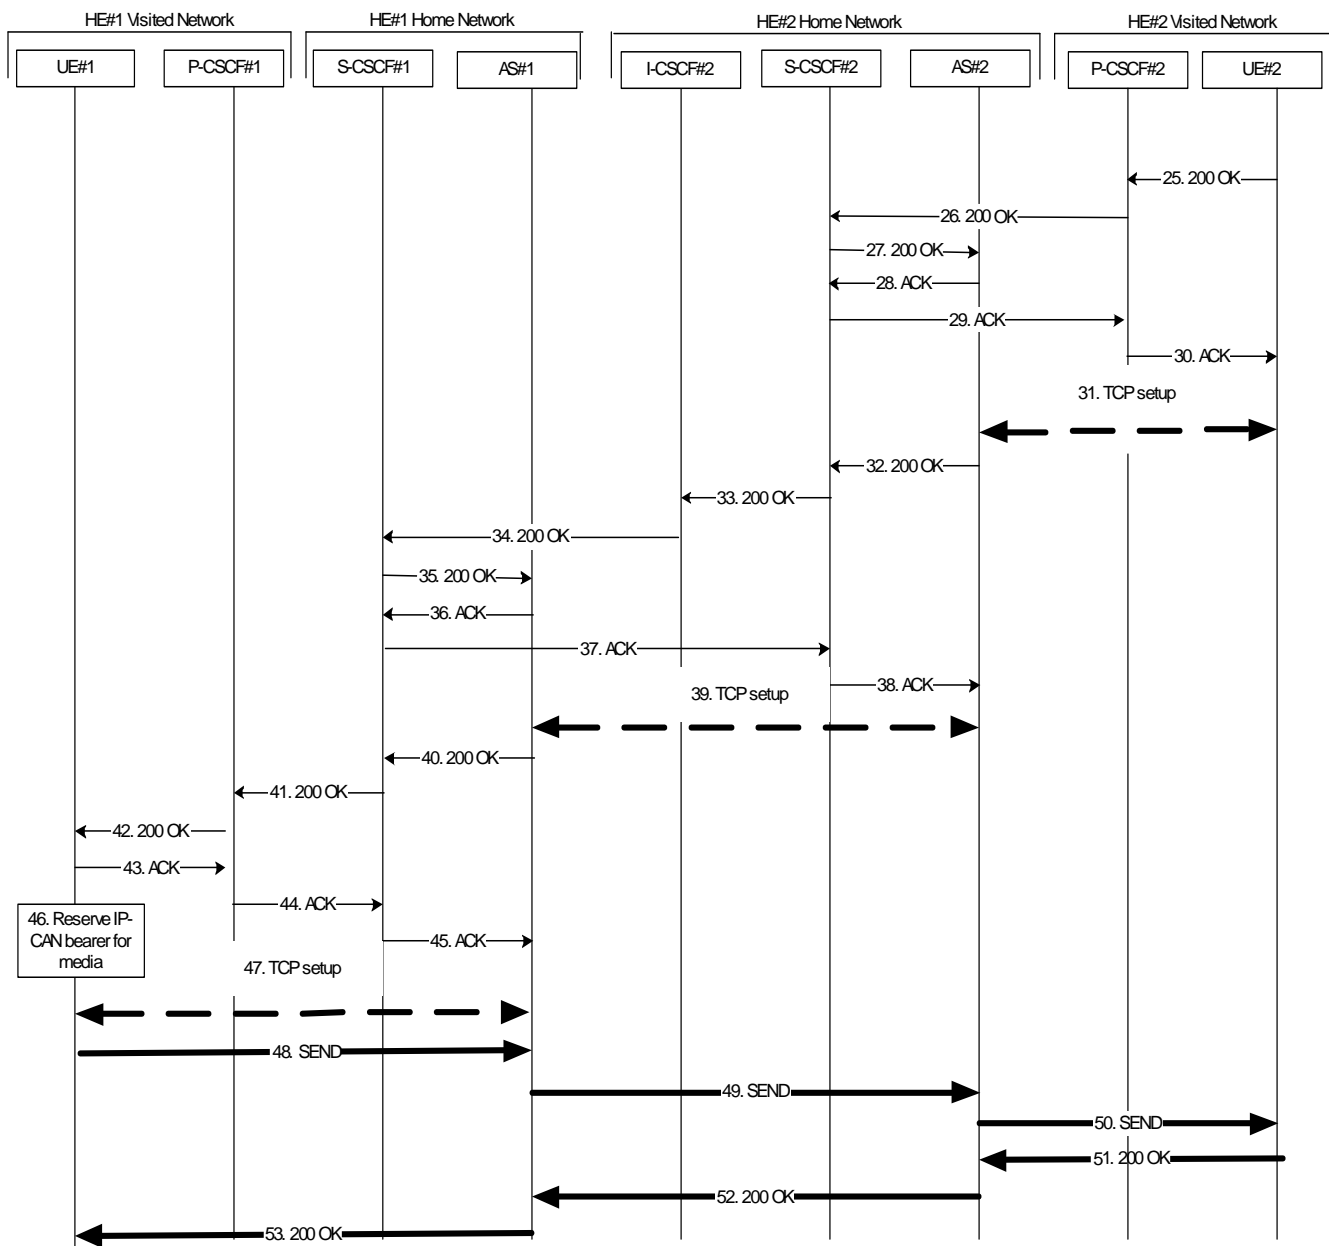 HE#1 Visited Network
HE#1 Home Network
HE#2 Home Network
HE#2 Visited Network
UE#1
P-CSCF#1
S-CSCF#1
AS#1
I-CSCF#2
S-CSCF#2
AS#2
P-CSCF#2
UE#2
25. 200 OK
26. 200 OK
27. 200 OK
28. ACK
29. ACK
30. ACK
31. TCP setup
32. 200 OK
33. 200 OK
34. 200 OK
35. 200 OK
36. ACK
37. ACK
38. ACK
39. TCP setup
40. 200 OK
41. 200 OK
42. 200 OK
43. ACK
44. ACK
45. ACK
46. Reserve IP-
CAN bearer for
media
47. TCP setup
48. SEND
49. SEND
50. SEND
51. 200 OK
52. 200 OK
53. 200 OK